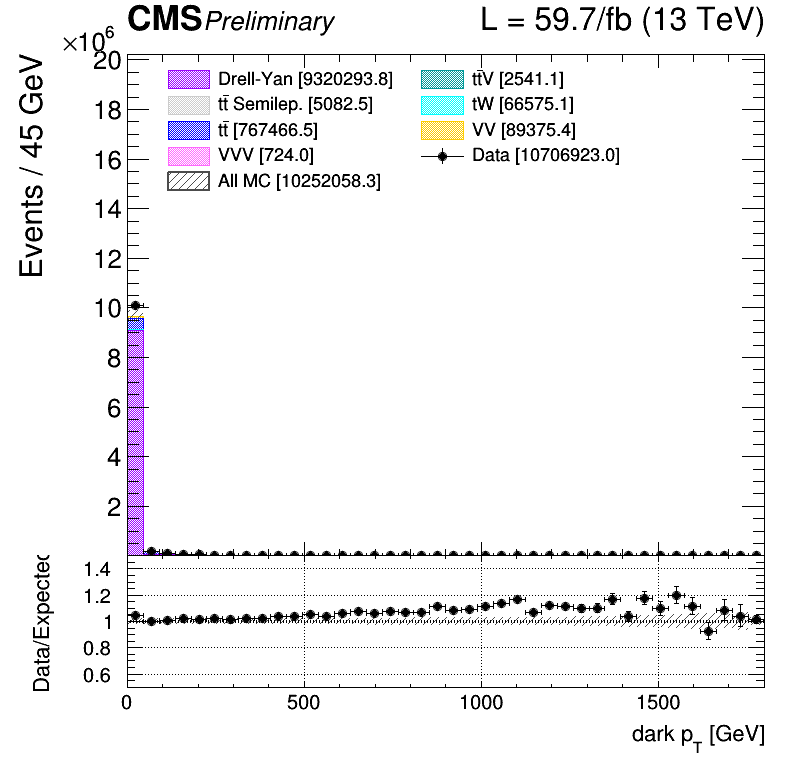 CMS Preliminary L = 59.7/fb (13 TeV)
×10⁶
Events / 45 GeV
20
18
16
14
12
10
8
6
4
2
Drell-Yan [9320293.8]
tt̄ Semilep. [5082.5]
tt̄ [767466.5]
VVV [724.0]
All MC [10252058.3]
tt̄V [2541.1]
tW [66575.1]
VV [89375.4]
Data [10706923.0]
Data/Expected
1.4
1.2
1
0.8
0.6
0 500 1000 1500
dark p_T [GeV]